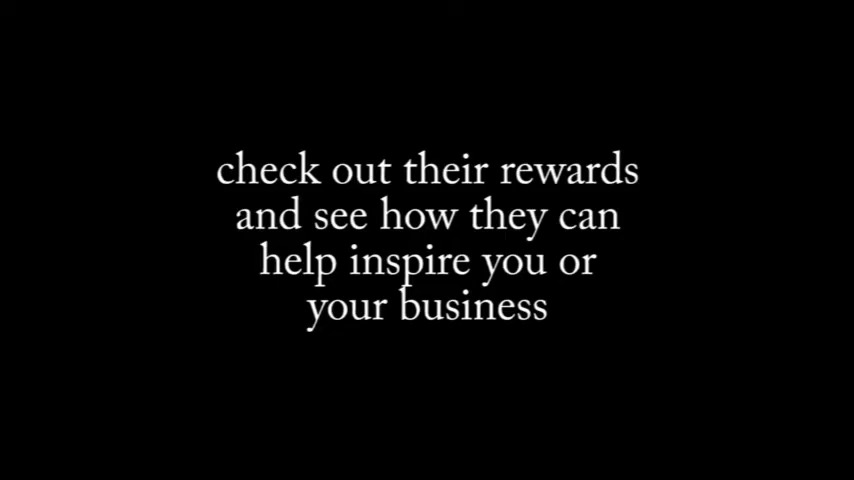 check out their rewards
and see how they can
help inspire you or
your business